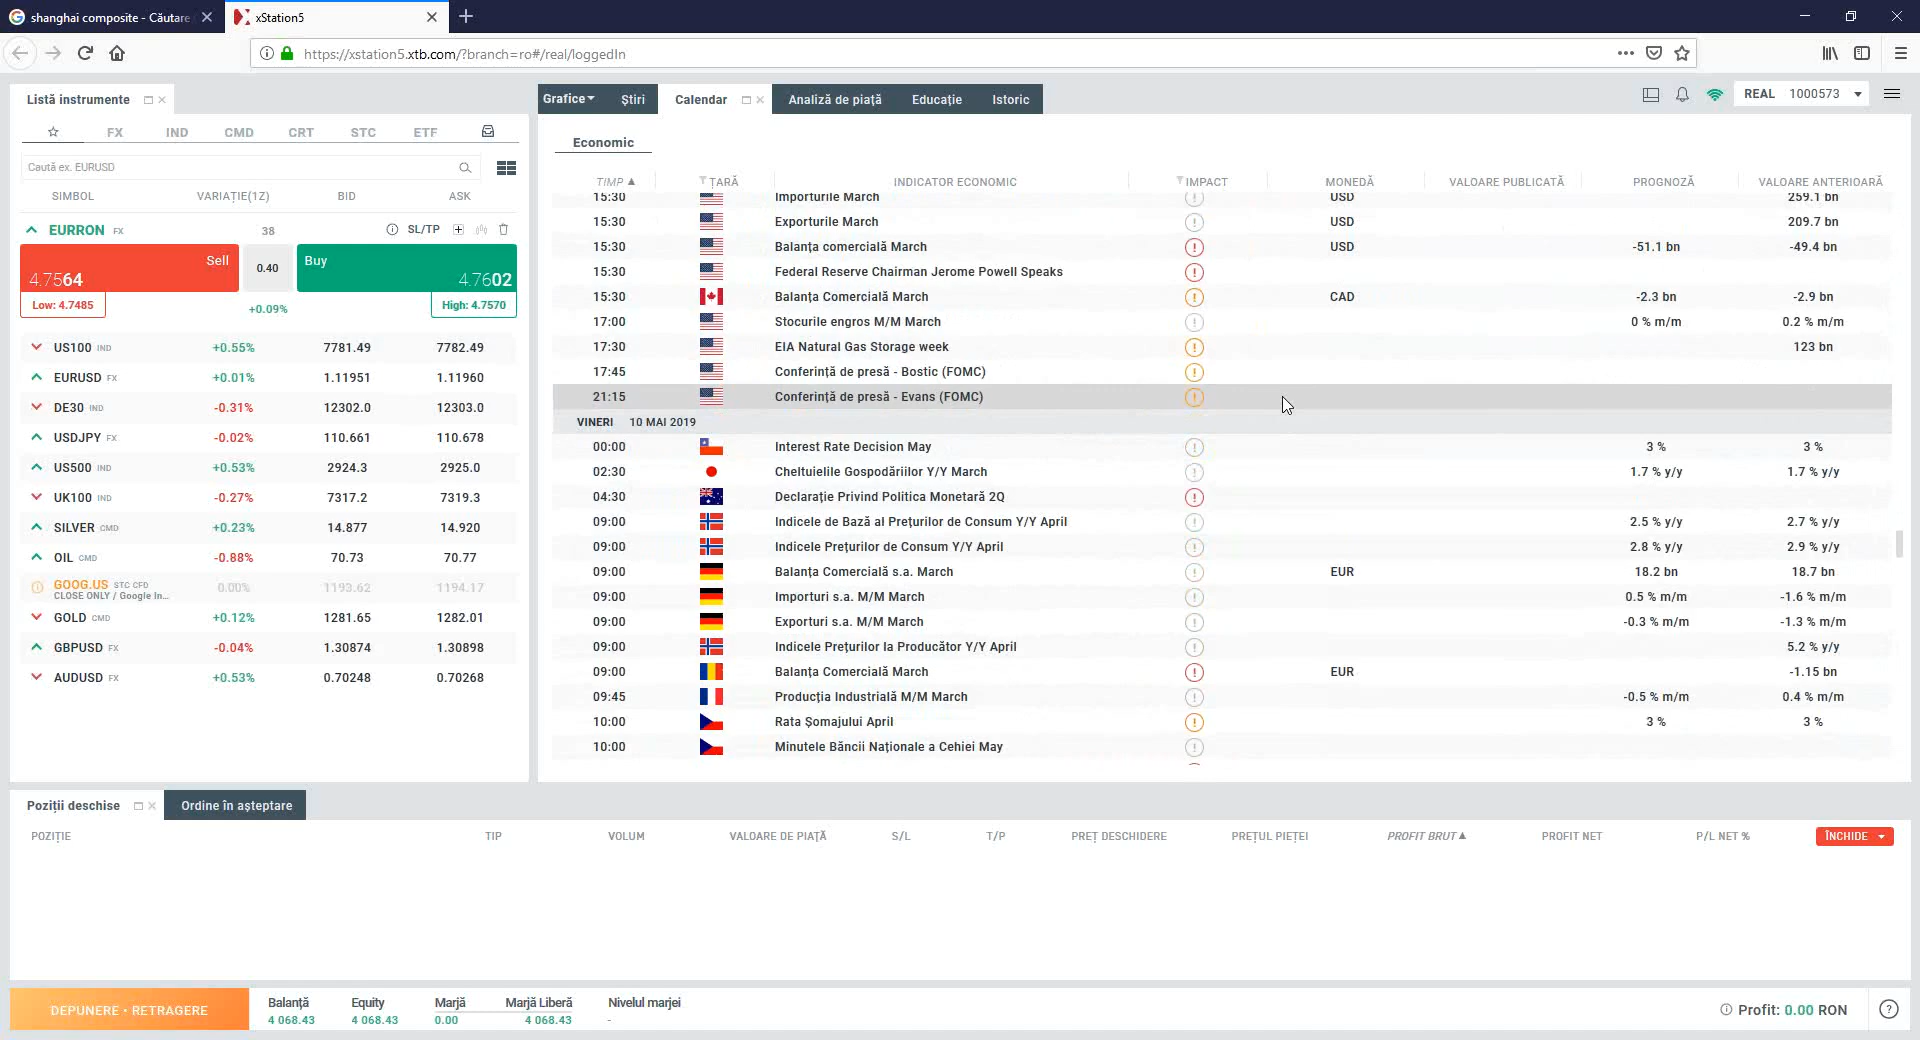 shanghai composite - Căutare
xStation5
https://xstation5.xtb.com/?branch=ro#/real/loggedIn
Listă instrumente
Grafice
Știri
Calendar
Analiză de piață
Educație
Istoric
REAL 1000573
FX IND CMD CRT STC ETF
Caută ex. EURUSD
SIMBOL VARIAȚIE(1Z) BID ASK
EURRON FX 38 SL/TP
Sell 4.7564
0.40
Buy 4.7602
Low: 4.7485
+0.09%
High: 4.7570
US100 IND +0.55% 7781.49 7782.49
EURUSD FX +0.01% 1.11951 1.11960
DE30 IND -0.31% 12302.0 12303.0
USDJPY FX -0.02% 110.661 110.678
US500 IND +0.53% 2924.3 2925.0
UK100 IND -0.27% 7317.2 7319.3
SILVER CMD +0.23% 14.877 14.920
OIL CMD -0.88% 70.73 70.77
GOOG.US STC CFD 0.00% 1193.62 1194.17
CLOSE ONLY / Google In...
GOLD CMD +0.12% 1281.65 1282.01
GBPUSD FX -0.04% 1.30874 1.30898
AUDUSD FX +0.53% 0.70248 0.70268
Economic
TIMP ▲ ȚARĂ INDICATOR ECONOMIC IMPACT MONEDĂ VALOARE PUBLICATĂ PROGNOZĂ VALOARE ANTERIOARĂ
15:30 Importurile March USD 259.1 bn
15:30 Exporturile March USD 209.7 bn
15:30 Balanța comercială March USD -51.1 bn -49.4 bn
15:30 Federal Reserve Chairman Jerome Powell Speaks
15:30 Balanța Comercială March CAD -2.3 bn -2.9 bn
17:00 Stocurile engros M/M March 0 % m/m 0.2 % m/m
17:30 EIA Natural Gas Storage week 123 bn
17:45 Conferință de presă - Bostic (FOMC)
21:15 Conferință de presă - Evans (FOMC)
VINERI 10 MAI 2019
00:00 Interest Rate Decision May 3 % 3 %
02:30 Cheltuielile Gospodăriilor Y/Y March 1.7 % y/y 1.7 % y/y
04:30 Declarație Privind Politica Monetară 2Q
09:00 Indicele de Bază al Prețurilor de Consum Y/Y April 2.5 % y/y 2.7 % y/y
09:00 Indicele Prețurilor de Consum Y/Y April 2.8 % y/y 2.9 % y/y
09:00 Balanța Comercială s.a. March EUR 18.2 bn 18.7 bn
09:00 Importuri s.a. M/M March 0.5 % m/m -1.6 % m/m
09:00 Exporturi s.a. M/M March -0.3 % m/m -1.3 % m/m
09:00 Indicele Prețurilor la Producător Y/Y April 5.2 % y/y
09:00 Balanța Comercială March EUR -1.15 bn
09:45 Producția Industrială M/M March -0.5 % m/m 0.4 % m/m
10:00 Rata Șomajului April 3 % 3 %
10:00 Minutele Băncii Naționale a Cehiei May
Poziții deschise
Ordine în așteptare
POZIȚIE TIP VOLUM VALOARE DE PIAȚĂ S/L T/P PREȚ DESCHIDERE PREȚUL PIEȚEI PROFIT BRUT ▲ PROFIT NET P/L NET % ÎNCHIDE
DEPUNERE • RETRAGERE
Balanță Equity Marjă Marjă Liberă Nivelul marjei
4 068.43 4 068.43 0.00 4 068.43 -
Profit: 0.00 RON